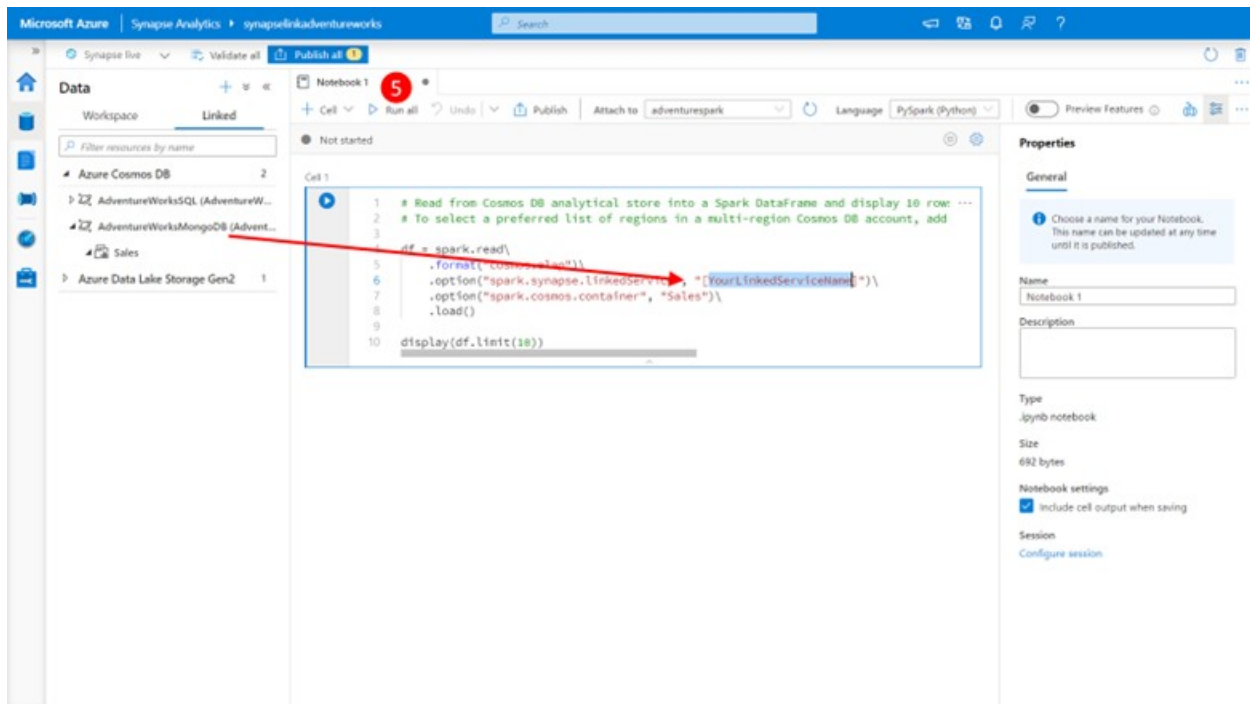 Microsoft Azure Synapse Analytics synapselinkadventureworks Search ?
Synapse live Validate all Publish all 1
Data
Workspace Linked
Filter resources by name
Azure Cosmos DB 2
AdventureWorksSQL (AdventureW...
AdventureWorksMongoDB (Advent...
Sales
Azure Data Lake Storage Gen2 1
Notebook 1
5
+ Cell Run all Undo Publish Attach to adventurespark Language PySpark (Python) Preview Features
Not started
Cell 1
1 # Read from Cosmos DB analytical store into a Spark DataFrame and display 10 row
2 # To select a preferred list of regions in a multi-region Cosmos DB account, add
3
df = spark.read\
5 .format("cosmos.olap")\
6 .option("spark.synapse.linkedService", "[YourLinkedServiceName]")\
7 .option("spark.cosmos.container", "Sales")\
8 .load()
9
10 display(df.limit(10))
Properties
General
Choose a name for your Notebook.
This name can be updated at any time
until it is published.
Name
Notebook 1
Description
Type
.ipynb notebook
Size
692 bytes
Notebook settings
Include cell output when saving
Session
Configure session